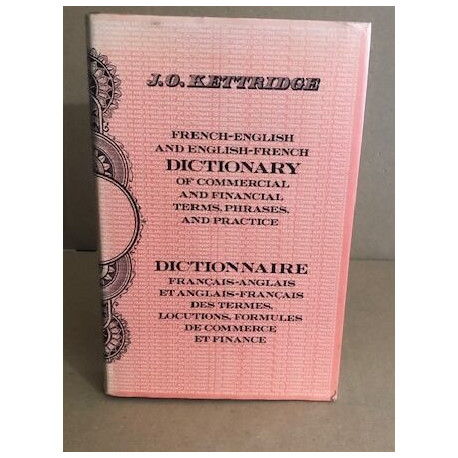 J.O. KETTRIDGE
FRENCH-ENGLISH
AND ENGLISH-FRENCH
DICTIONARY
OF COMMERCIAL
AND FINANCIAL
TERMS, PHRASES,
AND PRACTICE
DICTIONNAIRE
FRANÇAIS-ANGLAIS
ET ANGLAIS-FRANÇAIS
DES TERMES,
LOCUTIONS, FORMULES
DE COMMERCE
ET FINANCE